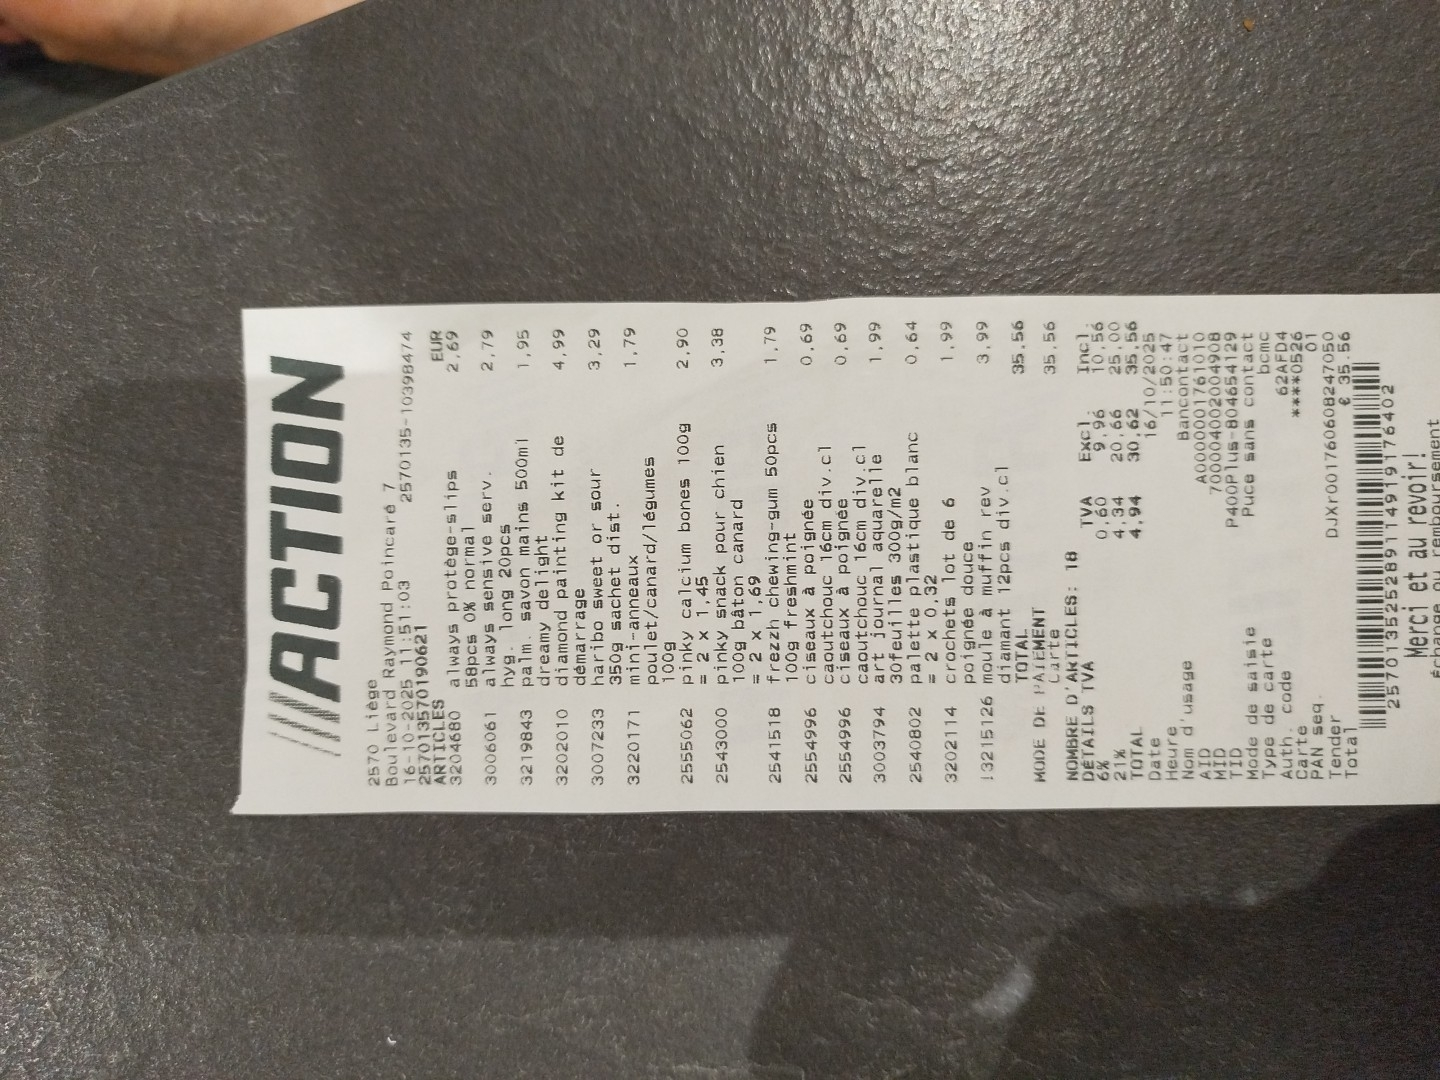 ///ACTION
2570 Liège
Boulevard Raymond Poincaré 7
16-10-2025 11:51:03 2570135-10398474
257013570190621
ARTICLES EUR
3204680 always protège-slips 2,69
58pcs 0% normal
3006061 always sensive serv. 2,79
hyg. long 20pcs
3219843 palm. savon mains 500ml 1,95
dreamy delight
3202010 diamond painting kit de 4,99
démarrage
3007233 haribo sweet or sour 3,29
350g sachet dist.
3220171 mini-anneaux 1,79
poulet/canard/légumes
100g
2555062 pinky calcium bones 100g 2,90
= 2 x 1,45
2543000 pinky snack pour chien 3,38
100g bâton canard
= 2 x 1,69
2541518 frezzh chewing-gum 50pcs 1,79
100g freshmint
2554996 ciseaux à poignée 0,69
caoutchouc 16cm div.cl
2554996 ciseaux à poignée 0,69
caoutchouc 16cm div.cl
3003794 art journal aquarelle 1,99
30feuilles 300g/m2
2540802 palette plastique blanc 0,64
= 2 x 0,32
3202114 crochets lot de 6 1,99
poignée douce
!3215126 moule à muffin rev 3,99
diamant 12pcs div.cl
TOTAL 35.56
MODE DE PAIEMENT
Carte 35.56
NOMBRE D'ARTICLES: 18
DÉTAILS TVA TVA Excl. Incl.
6% 0,60 9,96 10,56
21% 4,34 20,66 25,00
TOTAL 4,94 30,62 35,56
Date 16/10/2025
Heure 11:50:47
Nom d'usage Bancontact
AID A0000001761010
MID 700004002004908
TID P400Plus-804654129
Mode de saisie Puce sans contact
Type de carte bcmc
Auth. code 62AFD4
Carte ****0526
PAN seq. 01
Tender DJXr001760608247050
Total € 35.56
2570135252891149191176402
Merci et au revoir!
échange ou remboursement